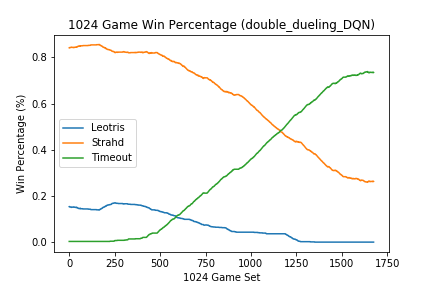 1024 Game Win Percentage (double_dueling_DQN)
Win Percentage (%)
0.8
0.6
0.4
0.2
0.0
Leotris
Strahd
Timeout
0 250 500 750 1000 1250 1500 1750
1024 Game Set